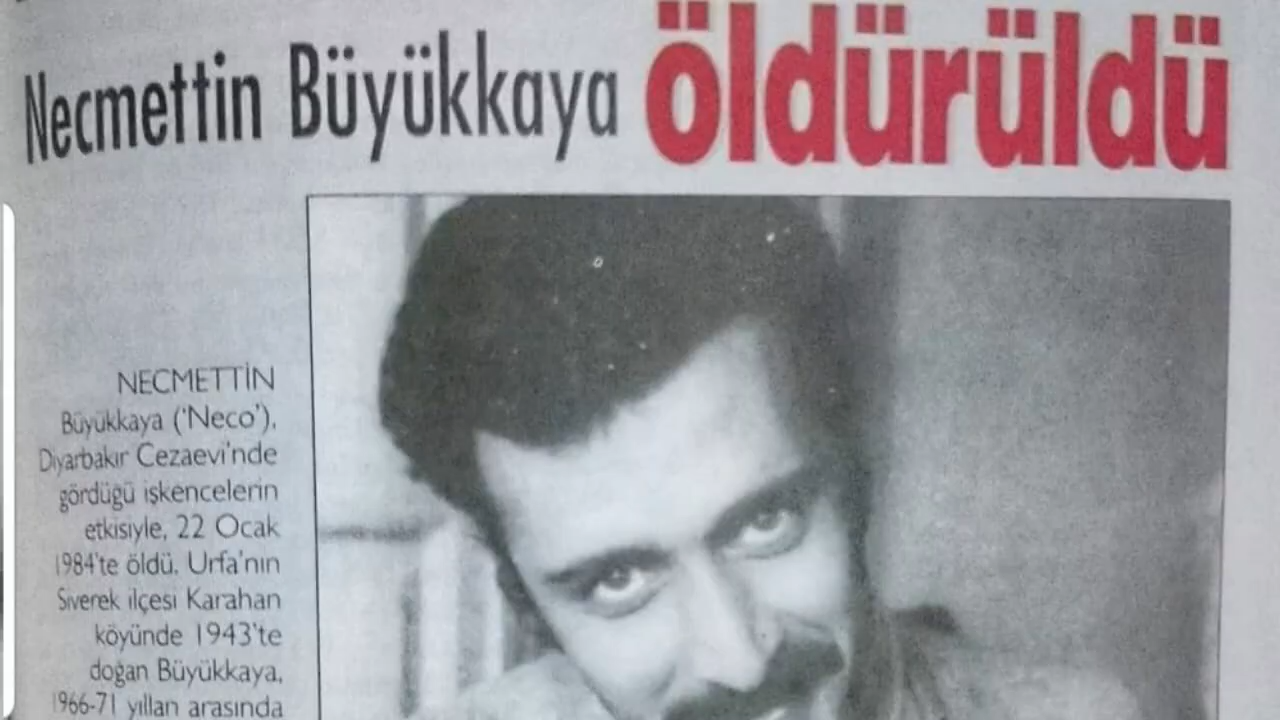 Necmettin Büyükkaya öldürüldü
NECMETTİN
Büyükkaya ('Neco'),
Diyarbakır Cezaevi'nde
gördüğü işkencelerin
etkisiyle, 22 Ocak
1984'te öldü. Urfa'nın
Siverek ilçesi Karahan
köyünde 1943'te
doğan Büyükkaya,
1966-71 yılları arasında